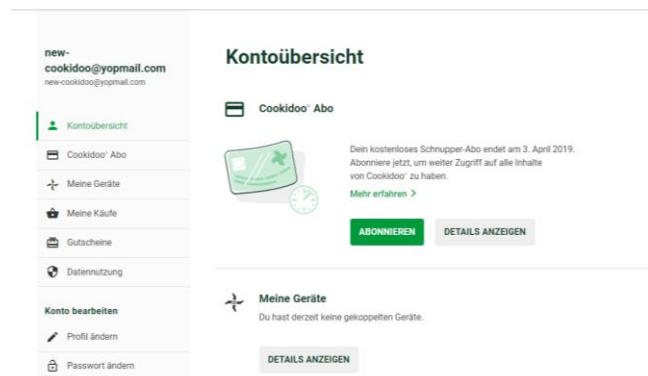 new-
cookidoo@yopmail.com
new-cookidoo@yopmail.com
Kontoübersicht
Cookidoo® Abo
Meine Geräte
Meine Käufe
Gutscheine
Datennutzung
Konto bearbeiten
Profil ändern
Passwort ändern
Kontoübersicht
Cookidoo® Abo
Dein kostenloses Schnupper-Abo endet am 3. April 2019.
Abonniere jetzt, um weiter Zugriff auf alle Inhalte
von Cookidoo® zu haben.
Mehr erfahren >
ABONNIEREN
DETAILS ANZEIGEN
Meine Geräte
Du hast derzeit keine gekoppelten Geräte.
DETAILS ANZEIGEN